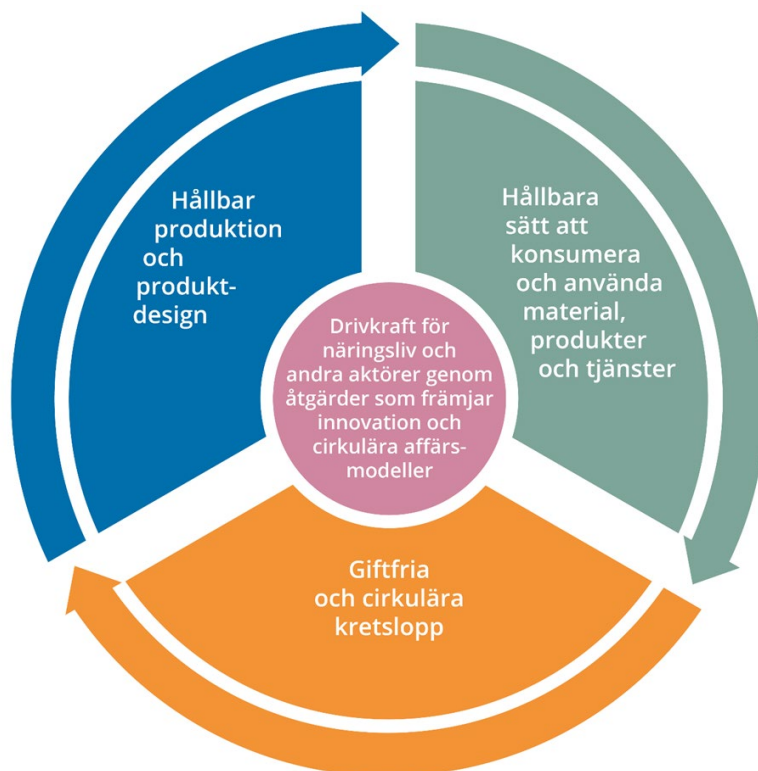 Hållbar
produktion
och
produkt-
design
Hållbara
sätt att
konsumera
och använda
material,
produkter
och tjänster
Drivkraft för
näringsliv och
andra aktörer genom
åtgärder som främjar
innovation och
cirkulära affärs-
modeller
Giftfria
och cirkulära
kretslopp